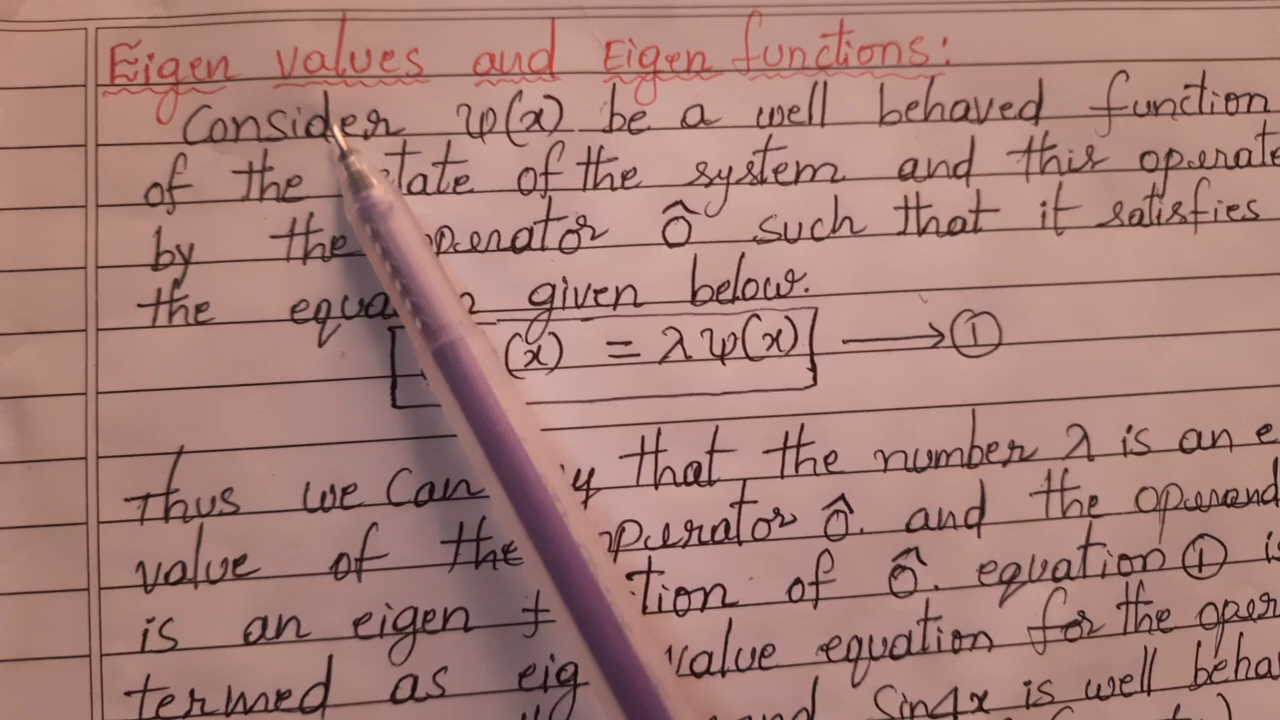 Eigen values and Eigen functions:
Consider ψ(x) be a well behaved function
of the state of the system and this operate
by the operator Ô such that it satisfies
the equa given below.
(x) = λψ(x) → ①
Thus we can that the number λ is an e
value of the operator Ô. and the operand
is an eigen f tion of Ô. equation ① is
termed as eig value equation for the oper
and Sin4x is well beha